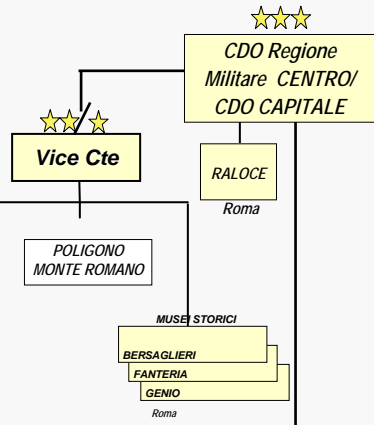 CDO Regione
Militare CENTRO/
CDO CAPITALE
Vice Cte
RALOCE
Roma
POLIGONO
MONTE ROMANO
MUSEI STORICI
BERSAGLIERI
FANTERIA
GENIO
Roma